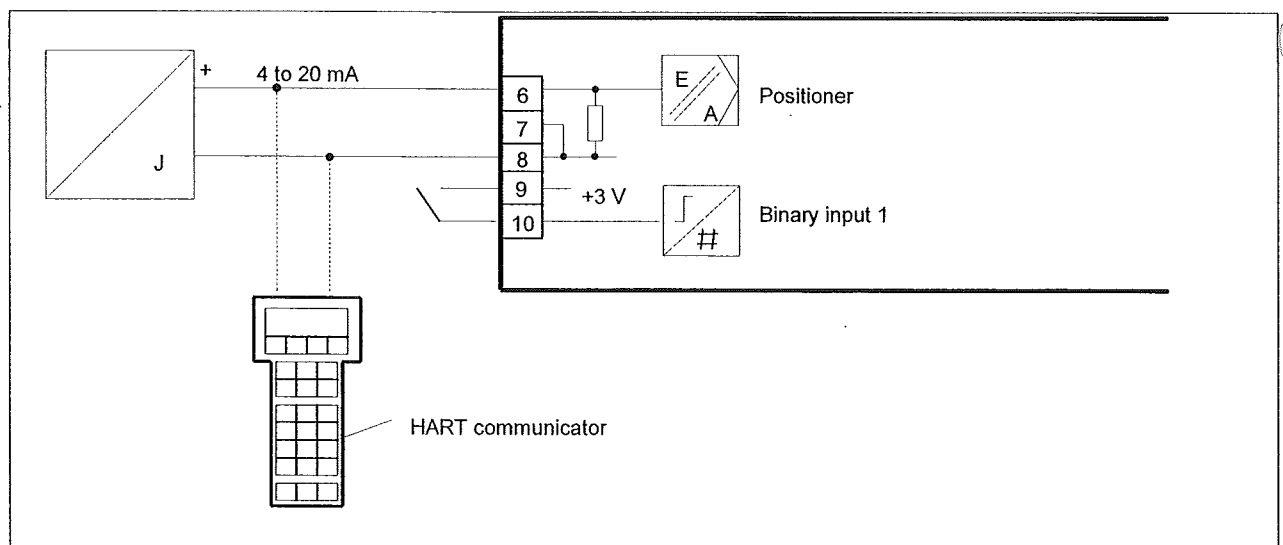 +
4 to 20 mA
J
6
7
8
9
10
+3 V
E
A
Positioner
Binary input 1
HART communicator